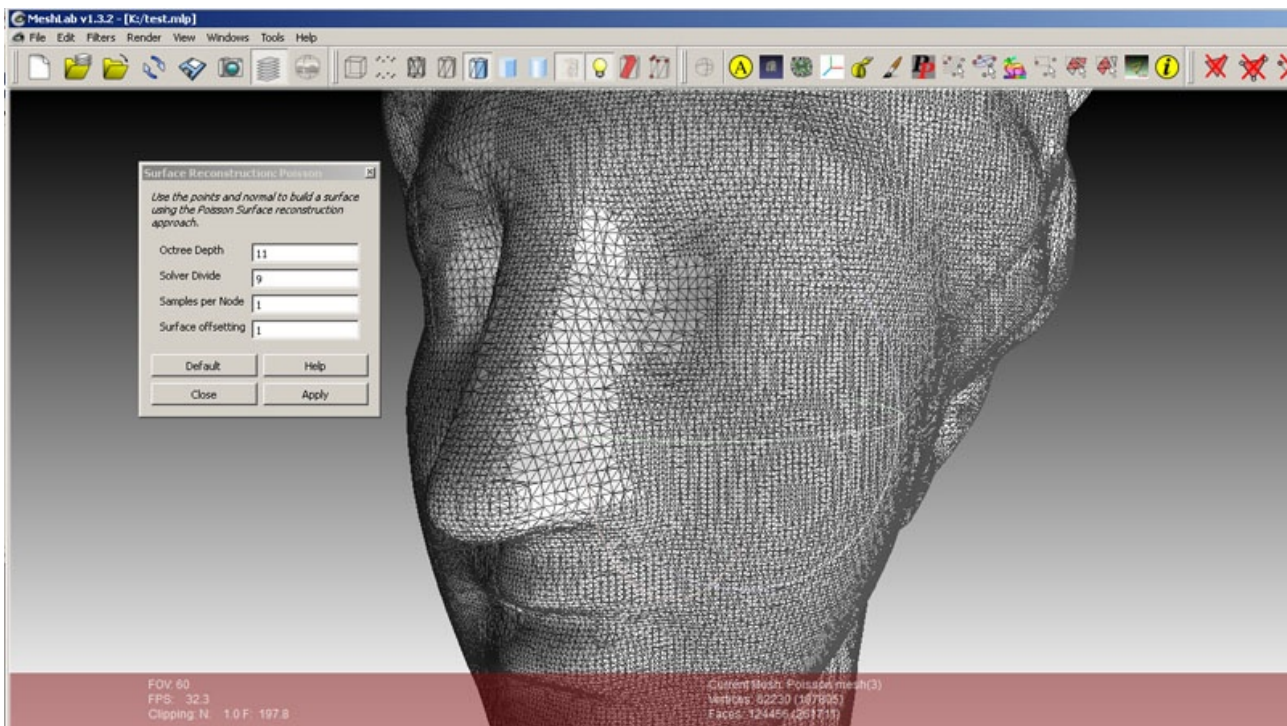 MeshLab v1.3.2 - [K:/test.mlp]
File Edit Filters Render View Windows Tools Help
A
PP
i
Surface Reconstruction: Poisson
Use the points and normal to build a surface
using the Poisson Surface reconstruction
approach.
Octree Depth 11
Solver Divide 9
Samples per Node 1
Surface offsetting 1
Default Help
Close Apply
FOV: 60
FPS: 32.3
Clipping: N: 1.0 F: 197.8
Current Mesh: Poisson mesh(3)
Vertices: 62230
Faces: 124456